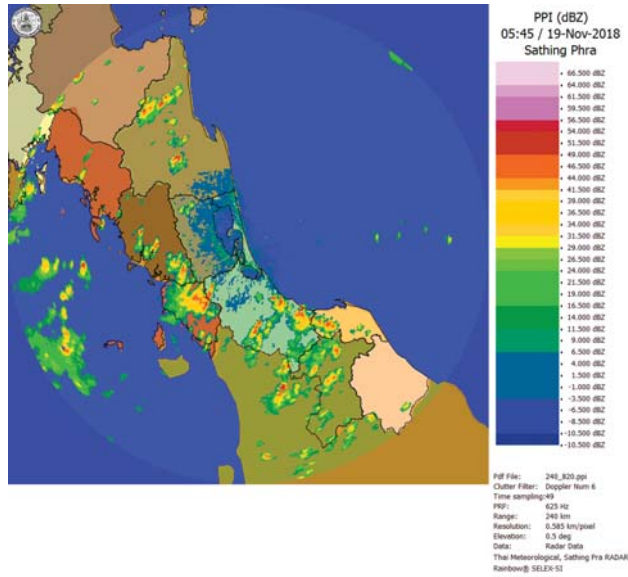 PPI (dBZ)
05:45 / 19-Nov-2018
Sathing Phra
66.500 dBZ
64.000 dBZ
61.500 dBZ
59.500 dBZ
56.500 dBZ
54.000 dBZ
51.500 dBZ
49.000 dBZ
46.500 dBZ
44.000 dBZ
41.500 dBZ
39.000 dBZ
36.500 dBZ
34.000 dBZ
31.500 dBZ
29.000 dBZ
26.500 dBZ
24.000 dBZ
21.500 dBZ
19.000 dBZ
16.500 dBZ
14.000 dBZ
11.500 dBZ
9.000 dBZ
6.500 dBZ
4.000 dBZ
1.500 dBZ
-1.000 dBZ
-3.500 dBZ
-6.500 dBZ
-8.500 dBZ
-10.500 dBZ
-10.500 dBZ
Pdf File: 240_820.ppi
Clutter Filter: Doppler Num 6
Time sampling:49
PRF: 625 Hz
Range: 240 km
Resolution: 0.585 km/pixel
Elevation: 0.5 deg
Data: Radar Data
Thai Meteorological, Sathing Pra RADAR
Rainbow® SELEX-SI